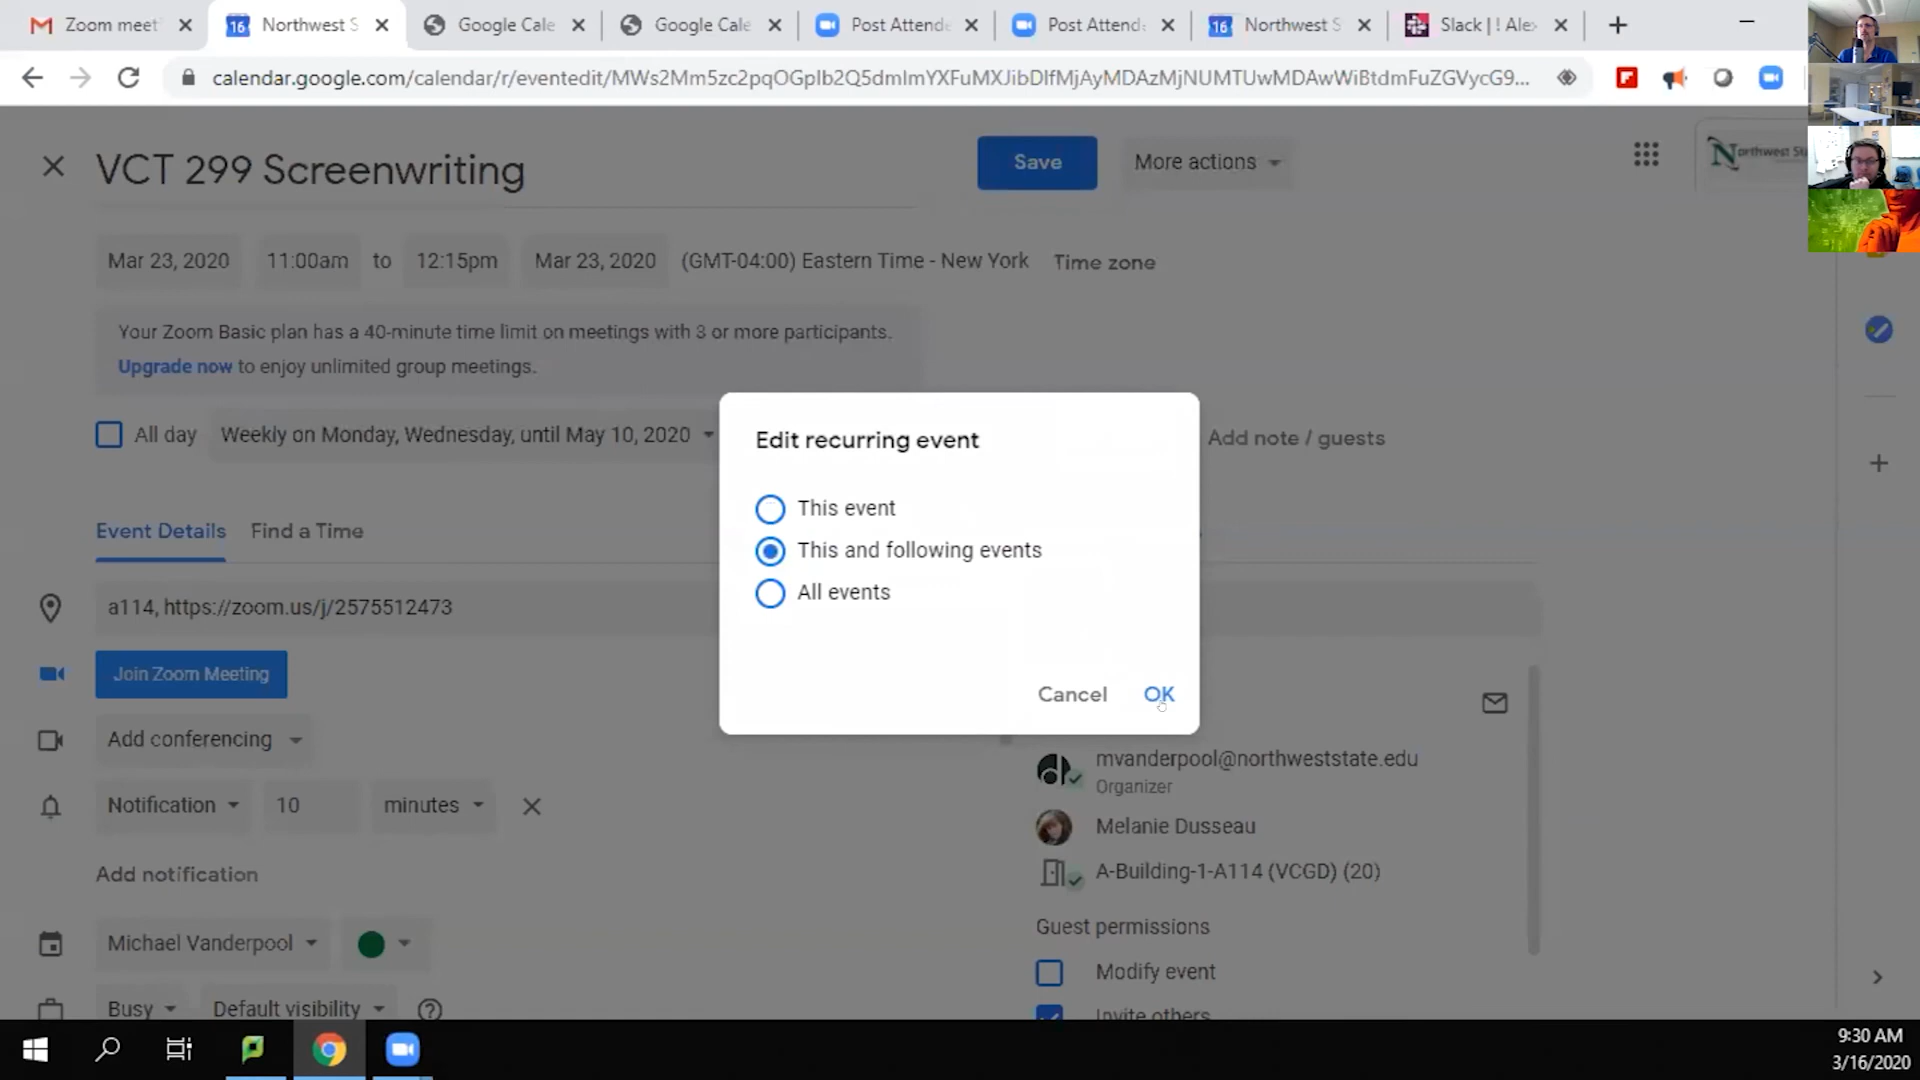 Zoom meet
16 Northwest S
Google Cale
Google Cale
Post Attende
Post Attende
16 Northwest S
Slack | ! Alex
calendar.google.com/calendar/r/eventedit/
VCT 299 Screenwriting
Save
More actions
Northwest St
Mar 23, 2020 11:00am to 12:15pm Mar 23, 2020 (GMT-04:00) Eastern Time - New York Time zone
Your Zoom Basic plan has a 40-minute time limit on meetings with 3 or more participants.
Upgrade now to enjoy unlimited group meetings.
All day Weekly on Monday, Wednesday, until May 10, 2020
Add note / guests
Edit recurring event
This event
This and following events
All events
Cancel OK
Event Details Find a Time
a114, https://zoom.us/j/2575512473
Join Zoom Meeting
Add conferencing
Notification 10 minutes
Add notification
Michael Vanderpool
Busy Default visibility
mvanderpool@northweststate.edu
Organizer
Melanie Dusseau
A-Building-1-A114 (VCGD) (20)
Guest permissions
Modify event
Invite others
9:30 AM
3/16/2020